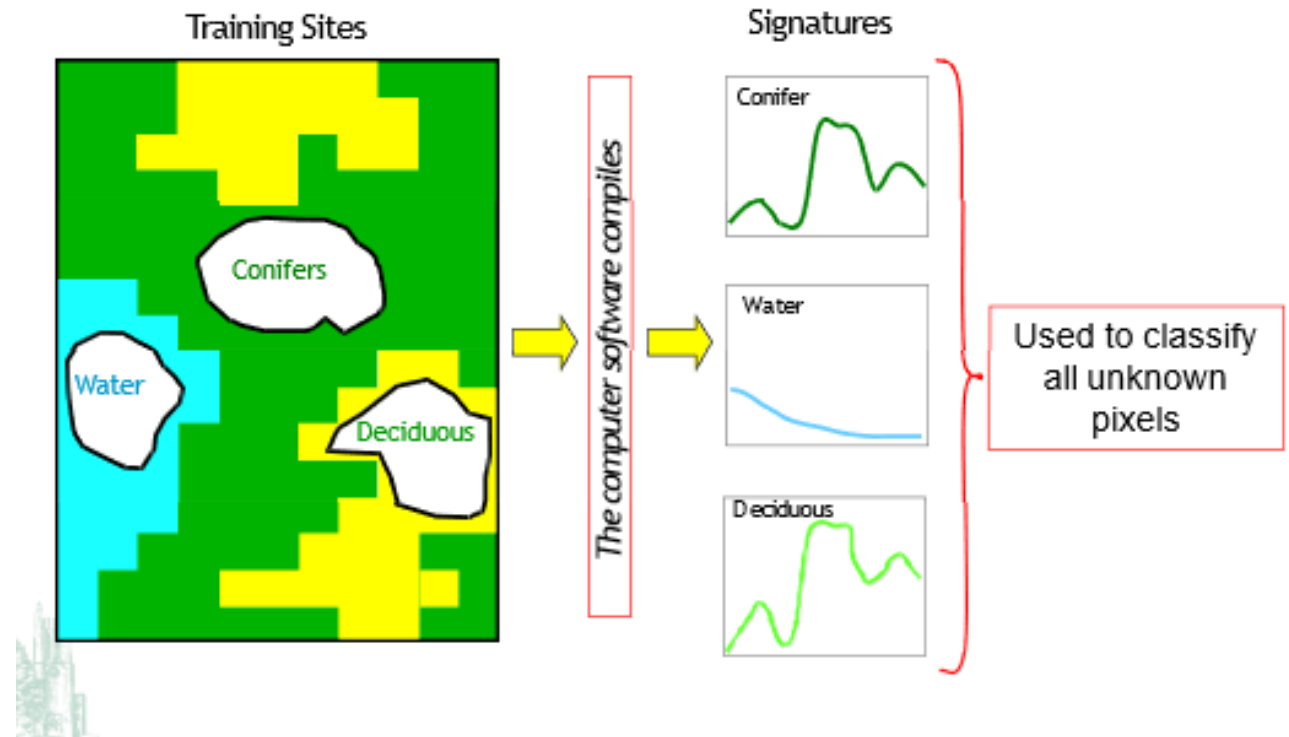 Training Sites
Signatures
Conifers
Water
Deciduous
The computer software compiles
Conifer
Water
Deciduous
Used to classify
all unknown
pixels